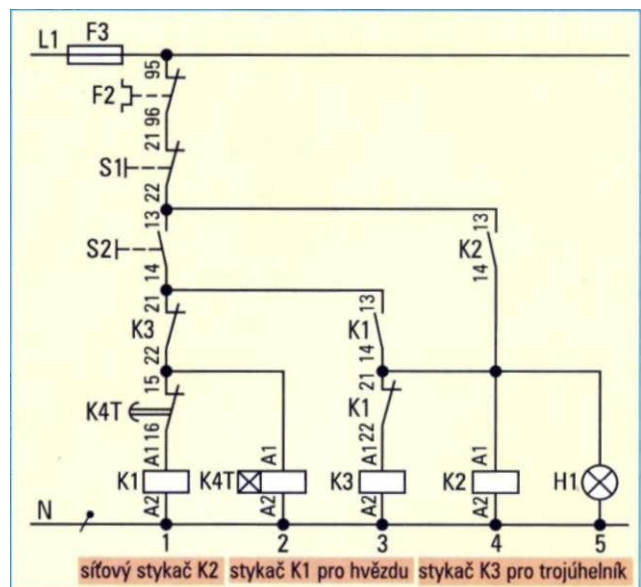 L1 F3
95
F2
96
21
S1
22
13 13
S2 K2
14 14
21 13
K3 K1
22 14
15 21
K4T K1
16 22
A1 A1 A1 A1
K1 K4T K3 K2 H1
A2 A2 A2 A2
N
1 2 3 4 5
síťový stykač K2 stykač K1 pro hvězdu stykač K3 pro trojúhelník